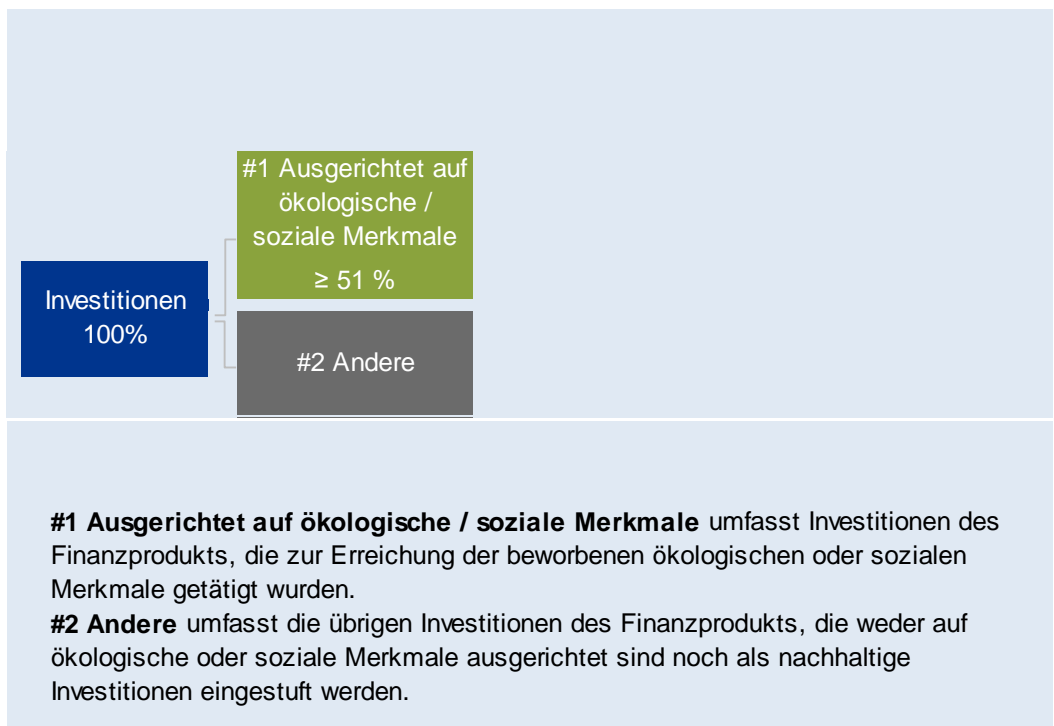 #1 Ausgerichtet auf
ökologische /
soziale Merkmale
≥ 51 %
Investitionen
100%
#2 Andere
#1 Ausgerichtet auf ökologische / soziale Merkmale umfasst Investitionen des
Finanzprodukts, die zur Erreichung der beworbenen ökologischen oder sozialen
Merkmale getätigt wurden.
#2 Andere umfasst die übrigen Investitionen des Finanzprodukts, die weder auf
ökologische oder soziale Merkmale ausgerichtet sind noch als nachhaltige
Investitionen eingestuft werden.